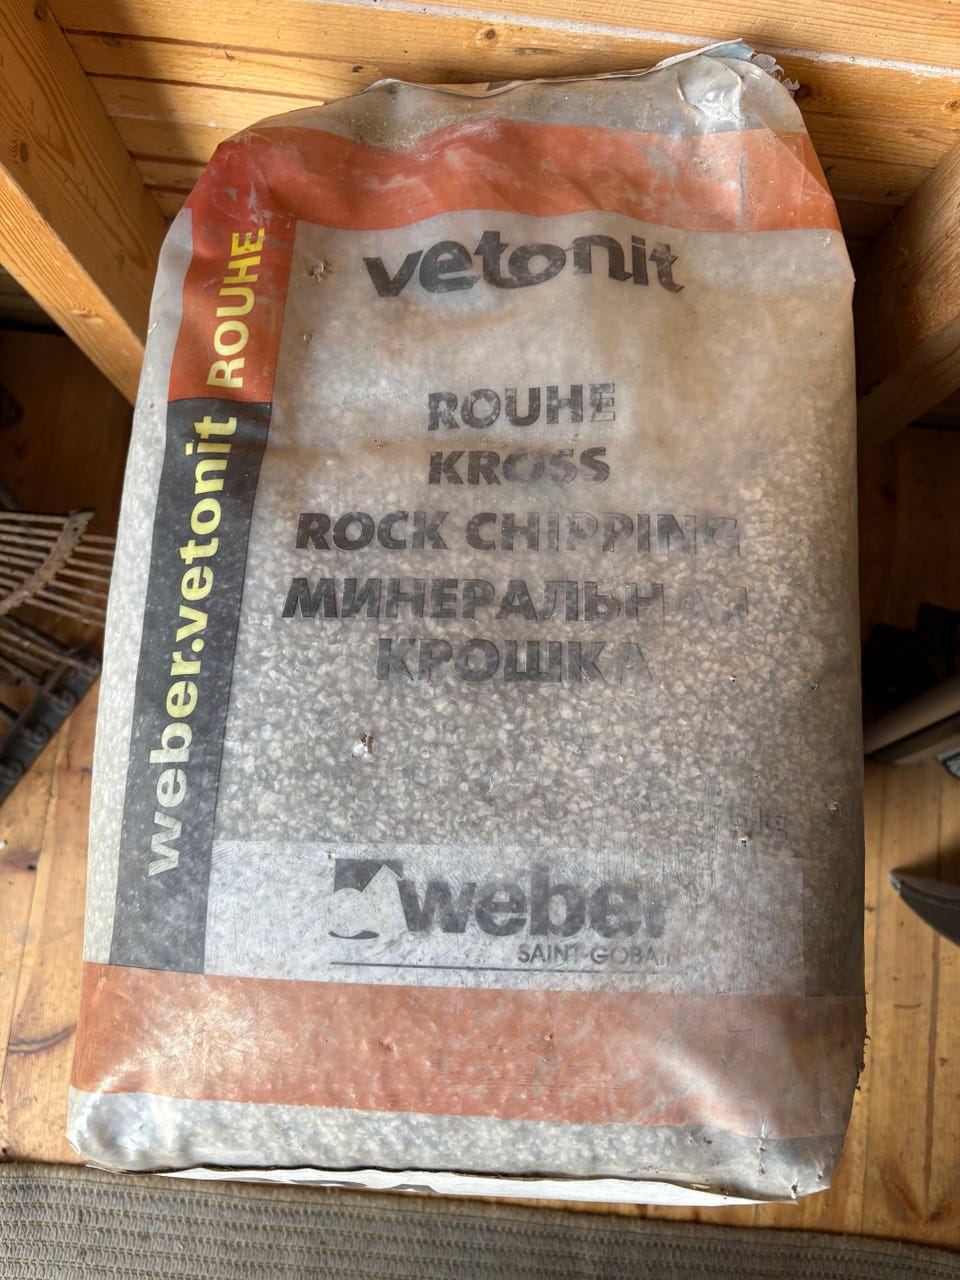 vetonit
ROUHE
KROSS
ROCK CHIPPING
МИНЕРАЛЬНАЯ
КРОШКА
weber.vetonit ROUHE
weber
SAINT-GOBAIN